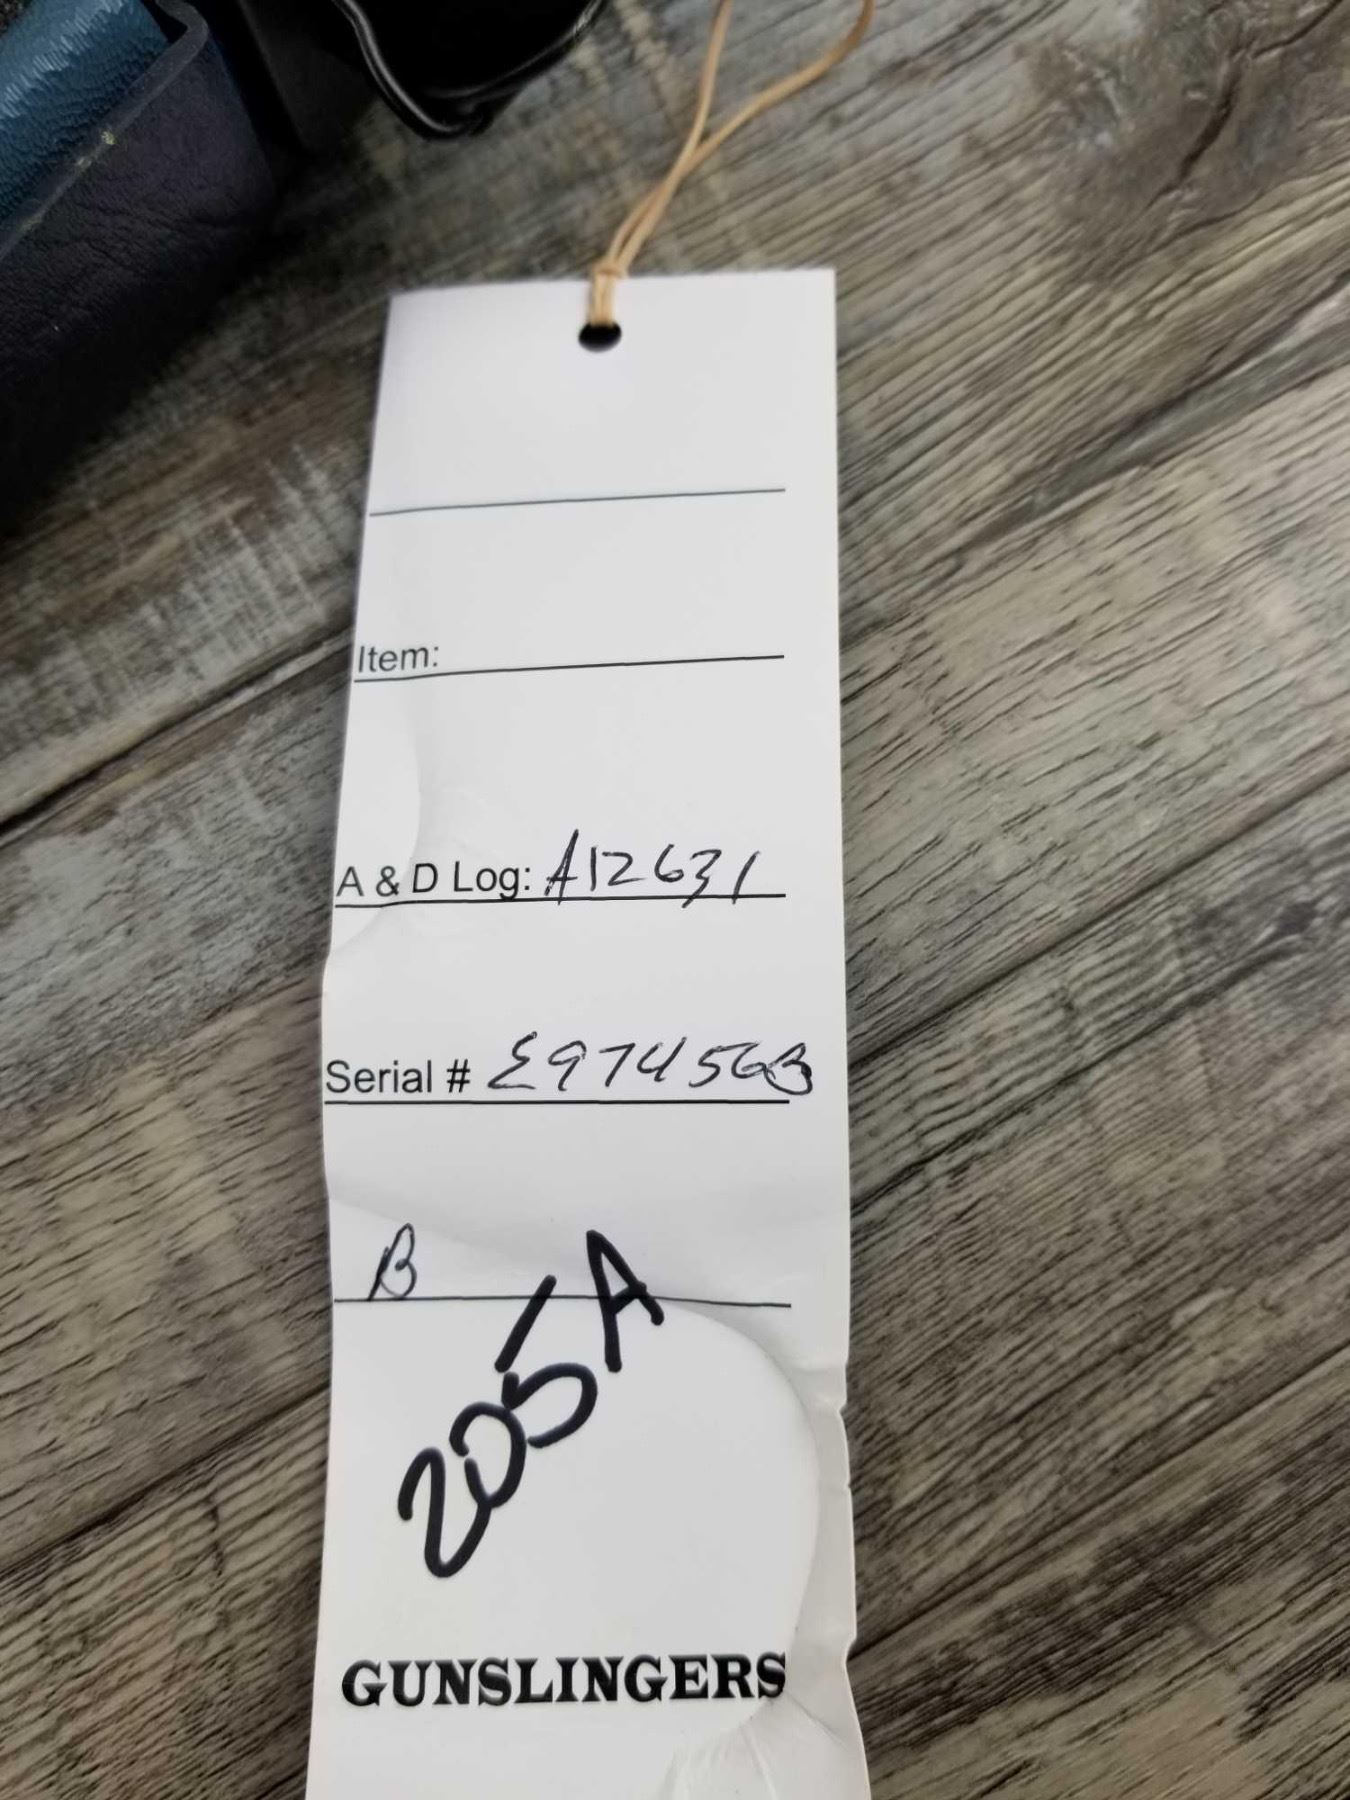 Item:
A & D Log: A12631
Serial # E974563
B
205A
GUNSLINGERS